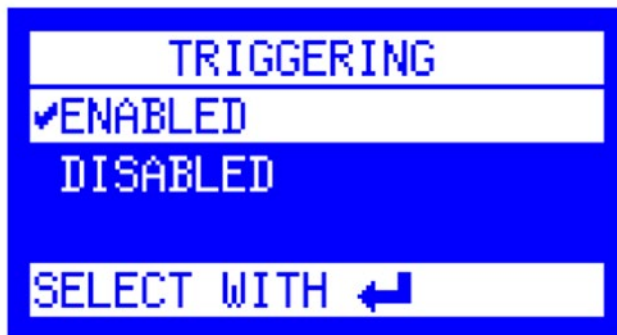 TRIGGERING
✔ENABLED
DISABLED
SELECT WITH ↵